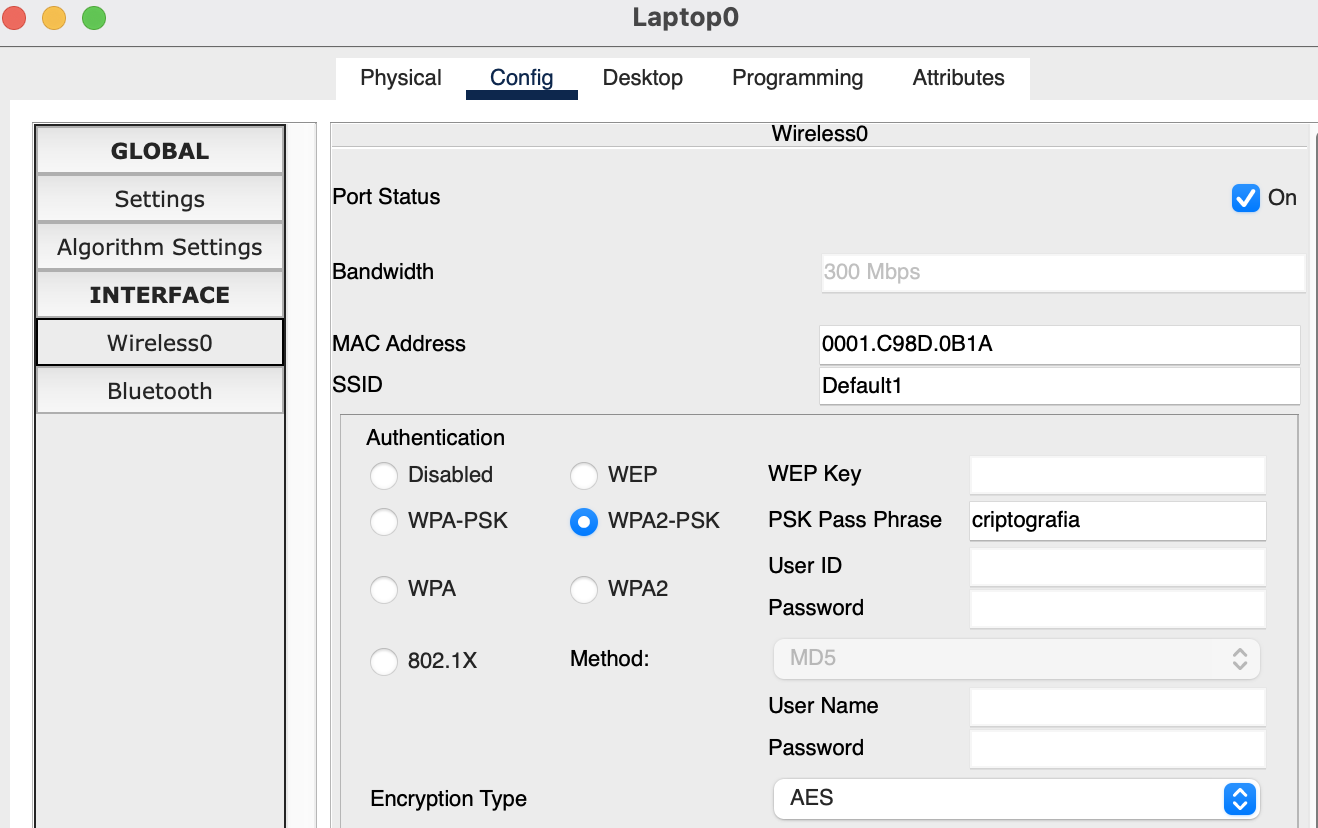 Laptop0
Physical Config Desktop Programming Attributes
GLOBAL
Settings
Algorithm Settings
INTERFACE
Wireless0
Bluetooth
Wireless0
Port Status On
Bandwidth 300 Mbps
MAC Address 0001.C98D.0B1A
SSID Default1
Authentication
Disabled WEP WEP Key
WPA-PSK WPA2-PSK PSK Pass Phrase criptografia
User ID
WPA WPA2
Password
802.1X Method: MD5
User Name
Password
Encryption Type AES